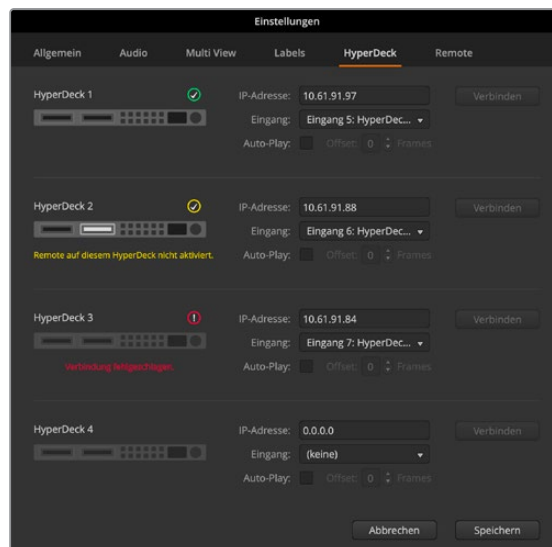 Einstellungen
Allgemein Audio Multi View Labels HyperDeck Remote
HyperDeck 1 IP-Adresse: 10.61.91.97 Verbinden
Eingang: Eingang 5: HyperDec...
Auto-Play: Offset: 0 Frames
HyperDeck 2 IP-Adresse: 10.61.91.88 Verbinden
Eingang: Eingang 6: HyperDec...
Remote auf diesem HyperDeck nicht aktiviert. Auto-Play: Offset: 0 Frames
HyperDeck 3 IP-Adresse: 10.61.91.84 Verbinden
Eingang: Eingang 7: HyperDec...
Verbindung fehlgeschlagen. Auto-Play: Offset: 0 Frames
HyperDeck 4 IP-Adresse: 0.0.0.0 Verbinden
Eingang: (keine)
Auto-Play: Offset: 0 Frames
Abbrechen Speichern